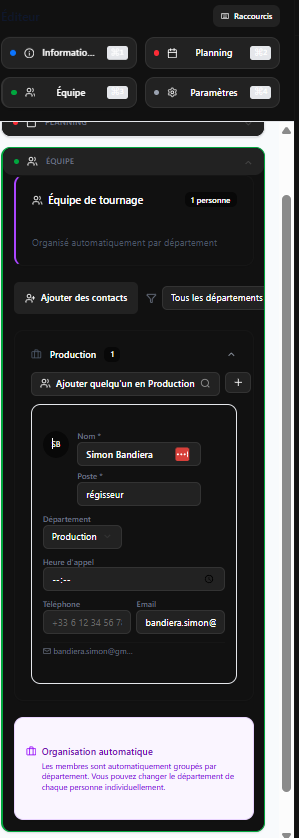 Éditeur
Raccourcis
Informatio...
Planning
Équipe
Paramètres
PLANNING
ÉQUIPE
Équipe de tournage
1 personne
Organisé automatiquement par département
Ajouter des contacts
Tous les départements
Production 1
Ajouter quelqu'un en Production
+
SB
Nom *
Simon Bandiera
Poste *
régisseur
Département
Production
Heure d'appel
--:--
Téléphone
Email
+33 6 12 34 56 7
bandiera.simon@
bandiera.simon@gm...
Organisation automatique
Les membres sont automatiquement groupés par
département. Vous pouvez changer le département de
chaque personne individuellement.